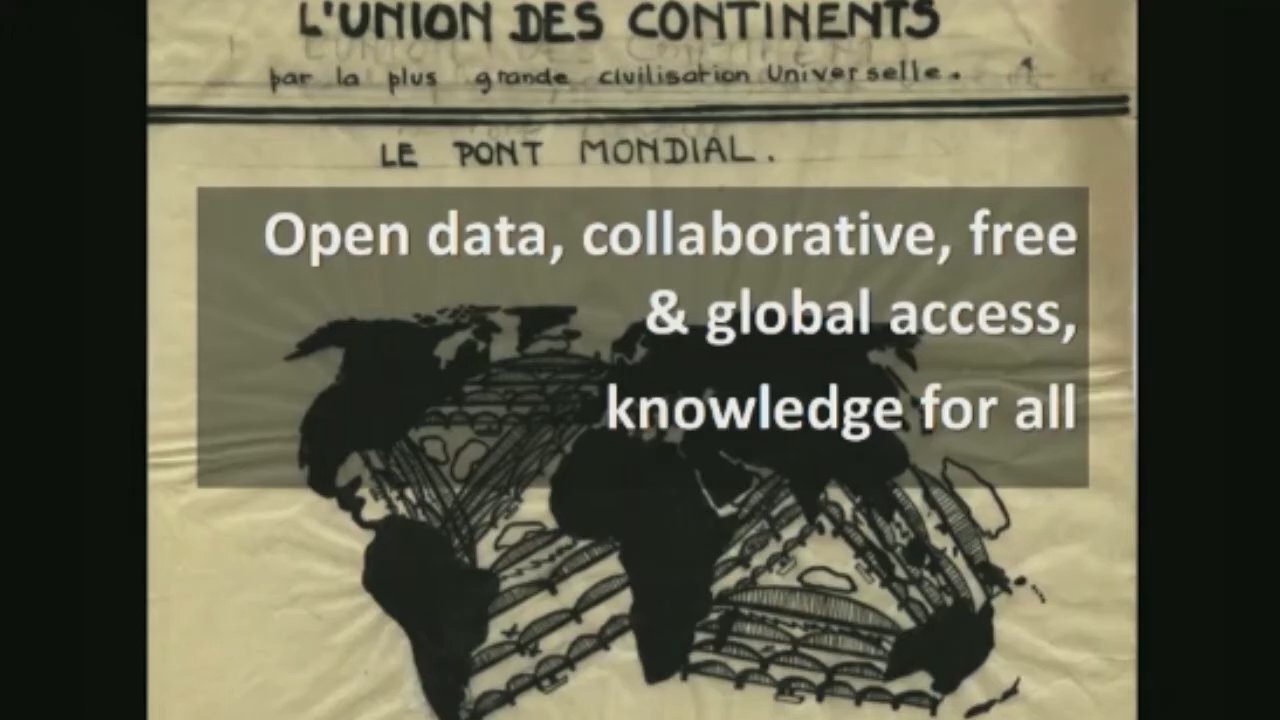 L'UNION DES CONTINENTS
par la plus grande civilisation Universelle.
LE PONT MONDIAL.
Open data, collaborative, free
& global access,
knowledge for all